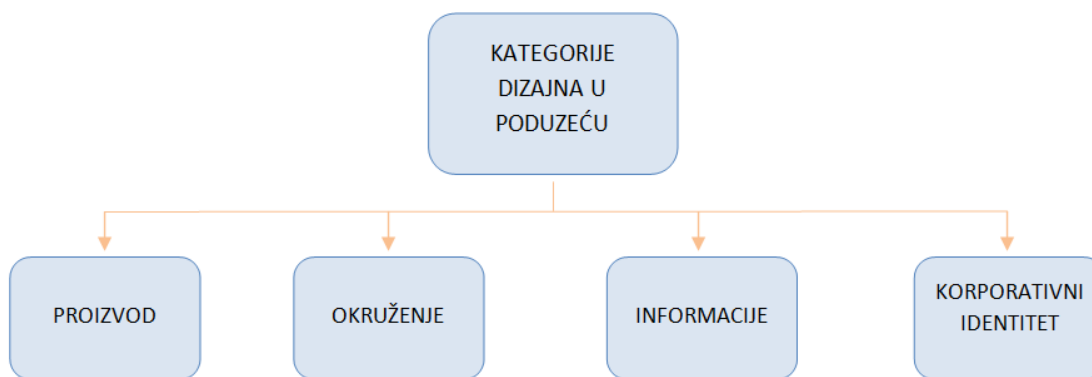 KATEGORIJE
DIZAJNA U
PODUZEĆU
PROIZVOD
OKRUŽENJE
INFORMACIJE
KORPORATIVNI
IDENTITET